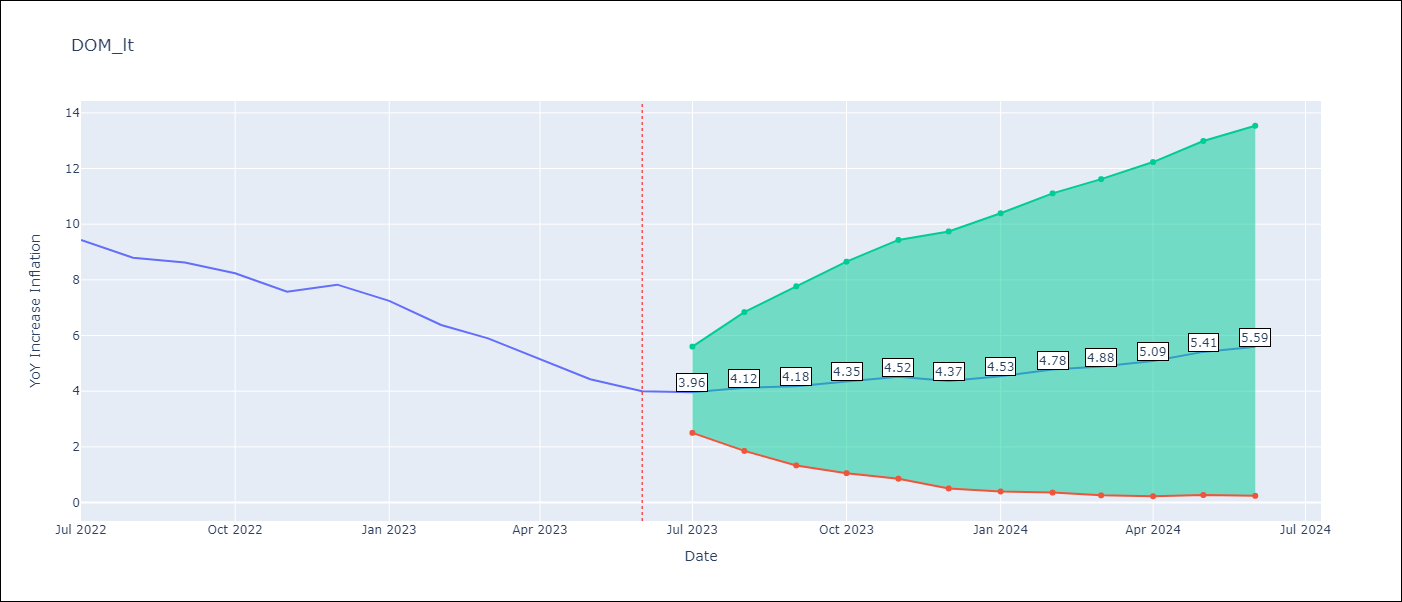 DOM_lt
YoY Increase Inflation
14
12
10
8
6
4
2
0
3.96
4.12
4.18
4.35
4.52
4.37
4.53
4.78
4.88
5.09
5.41
5.59
Jul 2022
Oct 2022
Jan 2023
Apr 2023
Jul 2023
Oct 2023
Jan 2024
Apr 2024
Jul 2024
Date